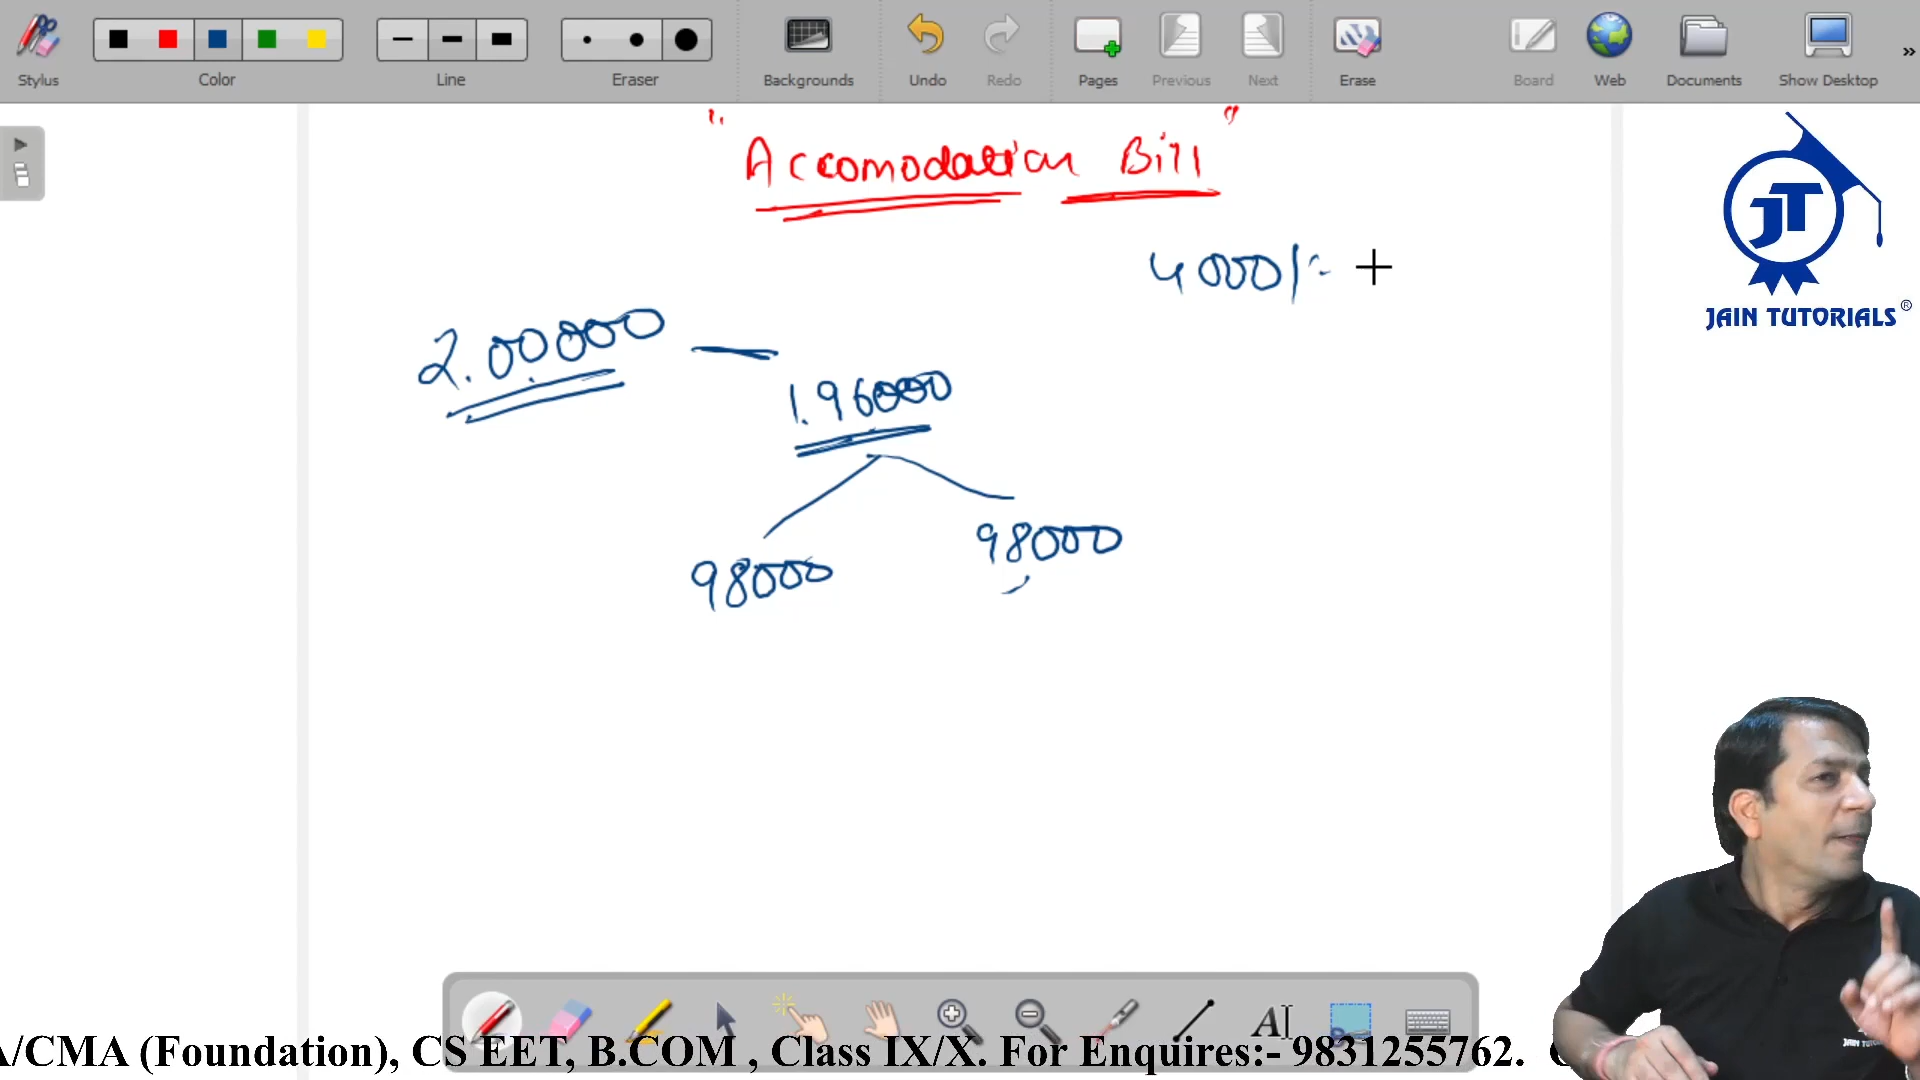 Stylus
Color
Line
Eraser
Backgrounds
Undo
Redo
Pages
Previous
Next
Erase
Board
Web
Documents
Show Desktop
»
"Accomodation Bill"
4000/-
2.00000 —
1.96000
98000
98000
JT
JAIN TUTORIALS®
AI
A/CMA (Foundation), CS EET, B.COM , Class IX/X. For Enquires:- 9831255762.